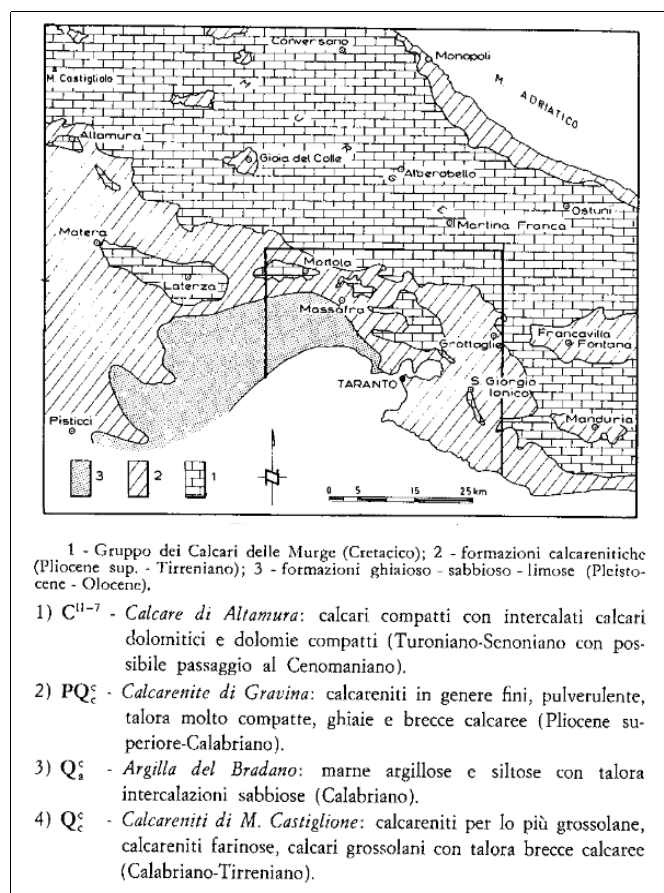 Conversano
Monopoli
M. ADRIATICO
M. Castigliolo
M U R G E
Altamura
Gioia del Colle
Alberobello
Ostuni
Martina Franca
Matera
Mottola
Laterza
Massafra
Francavilla
Fontana
Grottaglie
TARANTO
S. Giorgio
Ionico
Pisticci
Manduria
3 2 1
0 5 15 25 km
1 - Gruppo dei Calcari delle Murge (Cretacico); 2 - formazioni calcarenitiche
(Pliocene sup. - Tirreniano); 3 - formazioni ghiaioso - sabbioso - limose (Pleisto-
cene - Olocene).
1) C¹¹⁻⁷ - Calcare di Altamura: calcari compatti con intercalati calcari
dolomitici e dolomie compatti (Turoniano-Senoniano con pos-
sibile passaggio al Cenomaniano).
2) PQᶜc - Calcarenite di Gravina: calcareniti in genere fini, pulverulente,
talora molto compatte, ghiaie e brecce calcaree (Pliocene su-
periore-Calabriano).
3) Qᶜa - Argilla del Bradano: marne argillose e siltose con talora
intercalazioni sabbiose (Calabriano).
4) Qᶜc - Calcareniti di M. Castiglione: calcareniti per lo più grossolane,
calcareniti farinose, calcari grossolani con talora brecce calcaree
(Calabriano-Tirreniano).